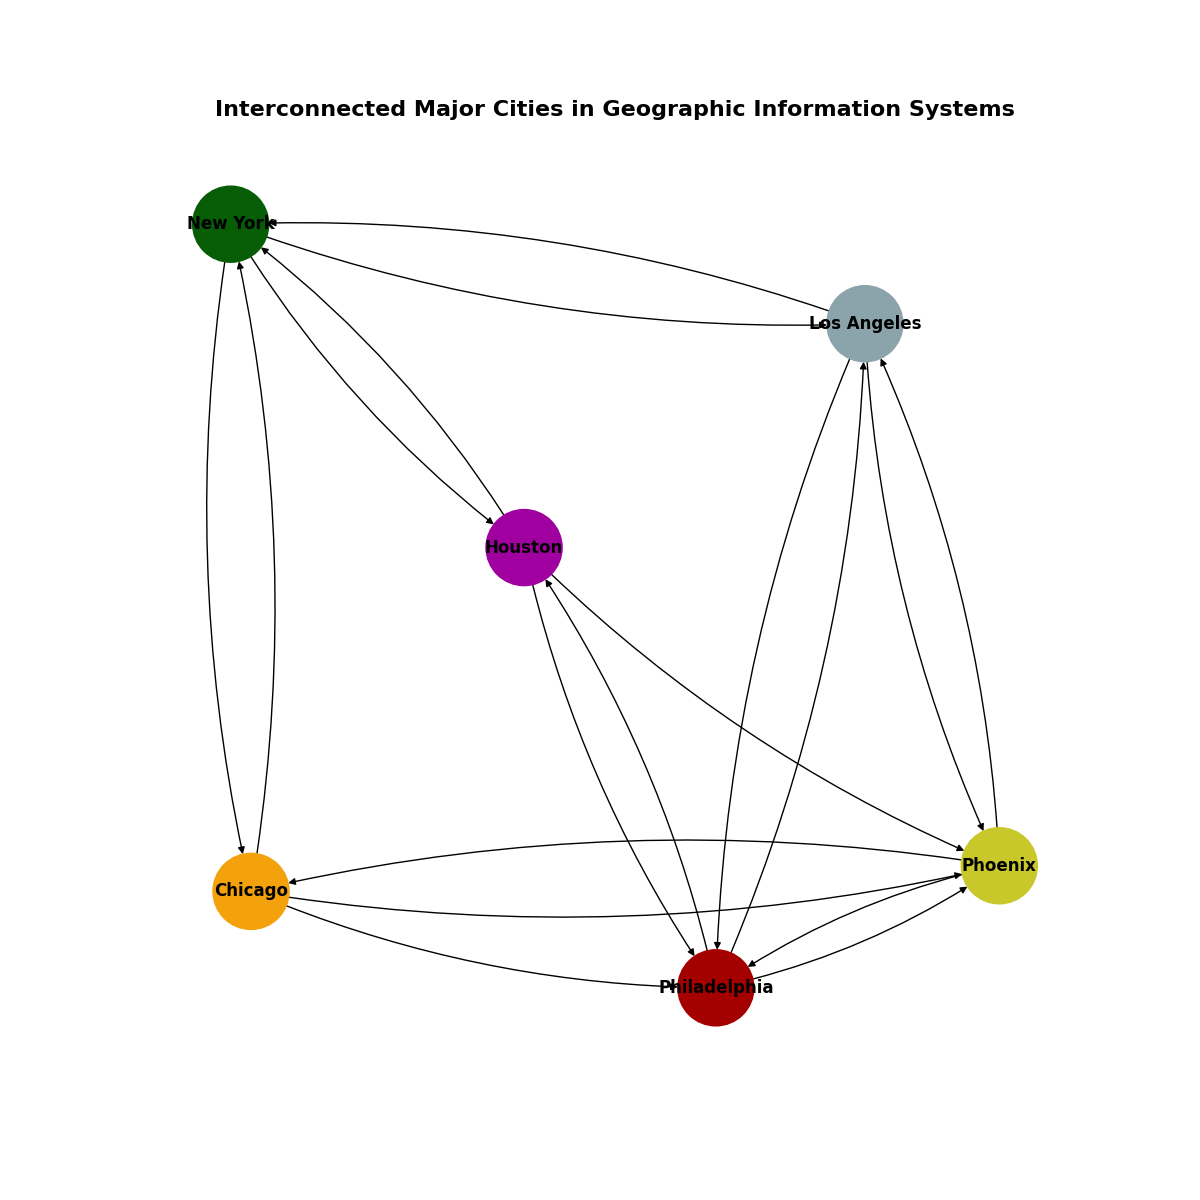 Interconnected Major Cities in Geographic Information Systems
New York
Los Angeles
Houston
Phoenix
Chicago
Philadelphia